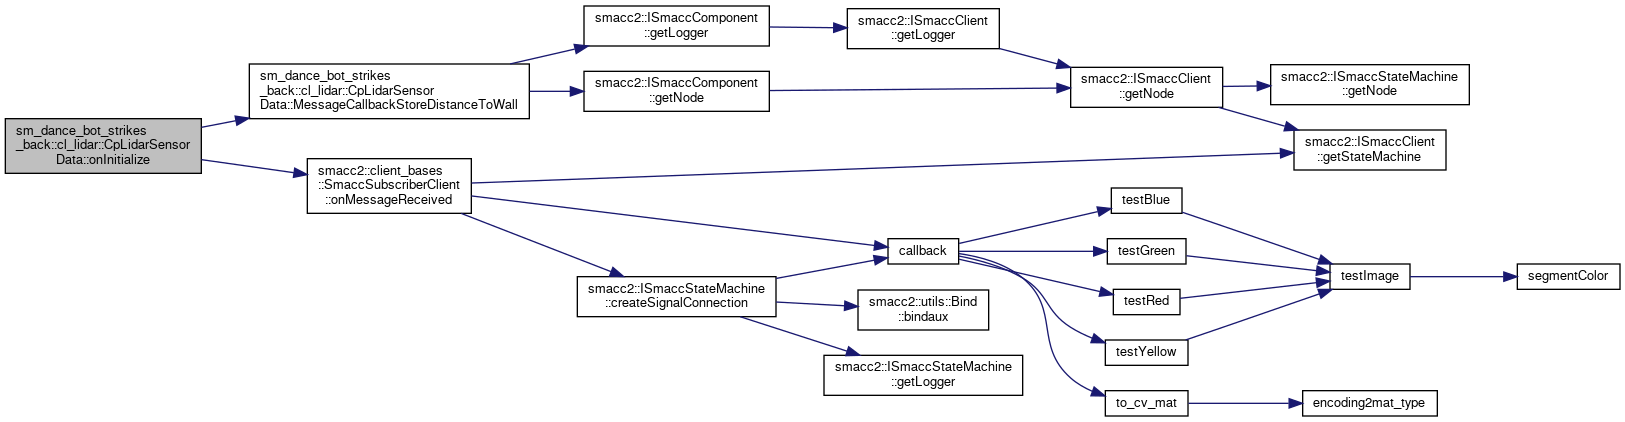 sm_dance_bot_strikes
_back::cl_lidar::CpLidarSensor
Data::onInitialize
sm_dance_bot_strikes
_back::cl_lidar::CpLidarSensor
Data::MessageCallbackStoreDistanceToWall
smacc2::ISmaccComponent
::getLogger
smacc2::ISmaccClient
::getLogger
smacc2::ISmaccComponent
::getNode
smacc2::ISmaccClient
::getNode
smacc2::ISmaccStateMachine
::getNode
smacc2::ISmaccClient
::getStateMachine
smacc2::client_bases
::SmaccSubscriberClient
::onMessageReceived
smacc2::ISmaccStateMachine
::createSignalConnection
callback
smacc2::utils::Bind
::bindaux
smacc2::ISmaccStateMachine
::getLogger
testBlue
testGreen
testRed
testYellow
to_cv_mat
testImage
segmentColor
encoding2mat_type